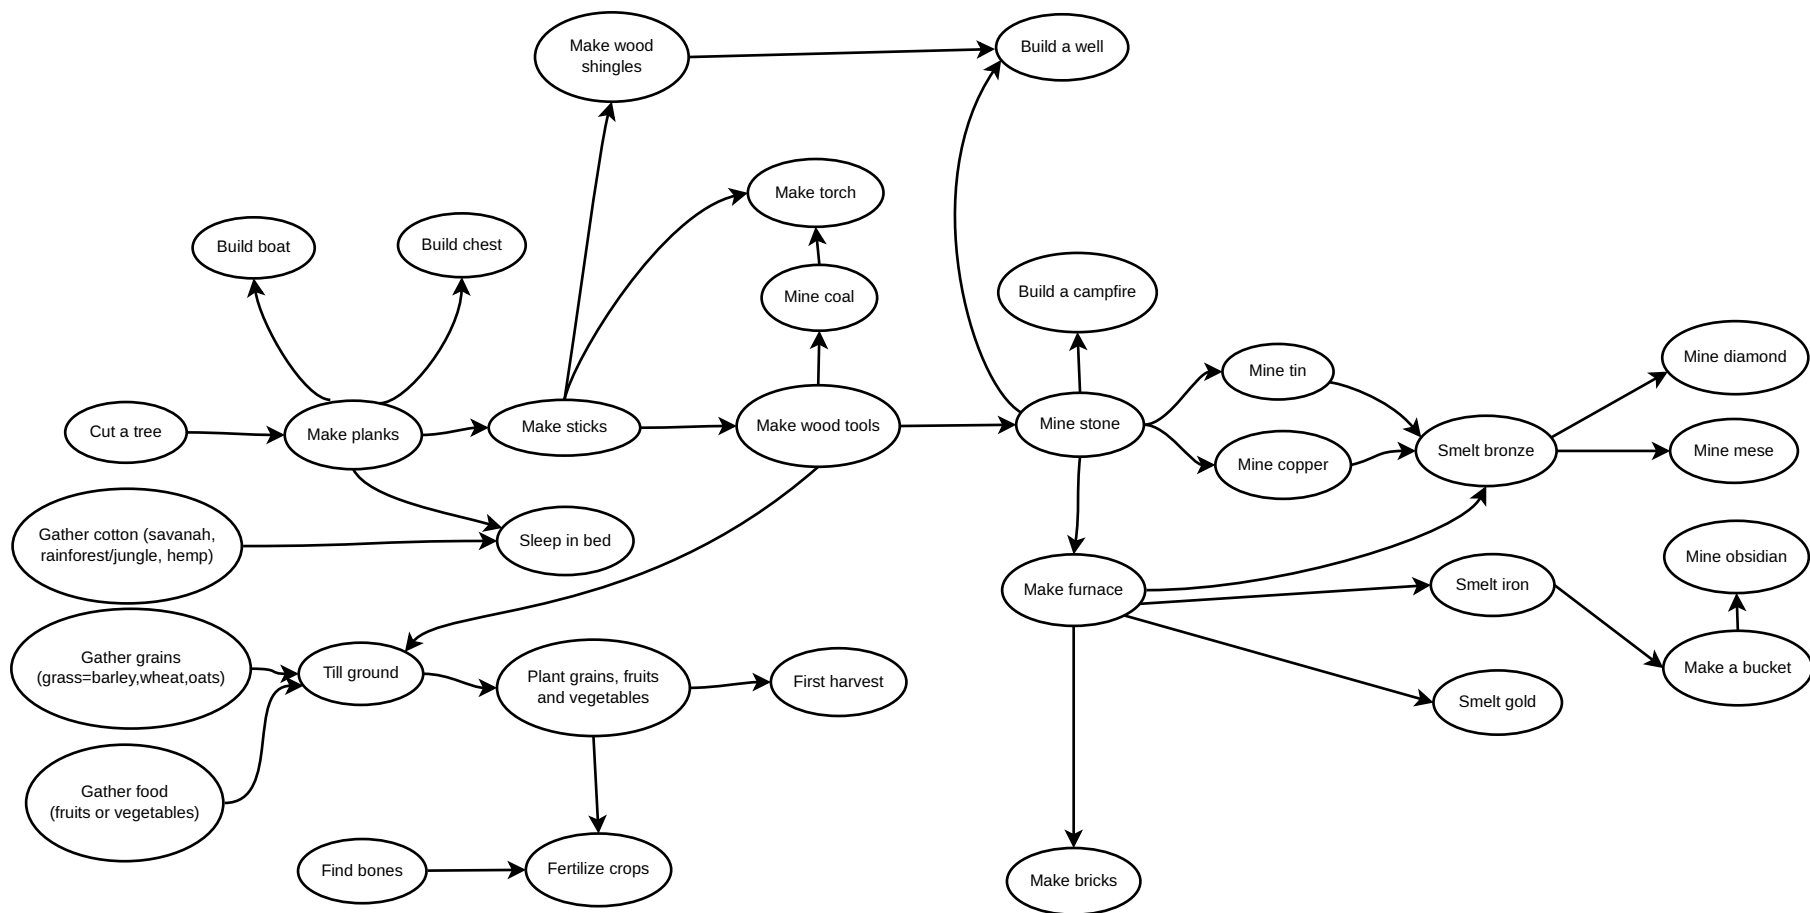 Make wood
shingles
Build a well
Make torch
Build boat
Build chest
Mine coal
Build a campfire
Mine tin
Mine diamond
Cut a tree
Make planks
Make sticks
Make wood tools
Mine stone
Mine copper
Smelt bronze
Mine mese
Gather cotton (savanah,
rainforest/jungle, hemp)
Sleep in bed
Make furnace
Smelt iron
Mine obsidian
Gather grains
(grass=barley,wheat,oats)
Till ground
Plant grains, fruits
and vegetables
First harvest
Smelt gold
Make a bucket
Gather food
(fruits or vegetables)
Find bones
Fertilize crops
Make bricks